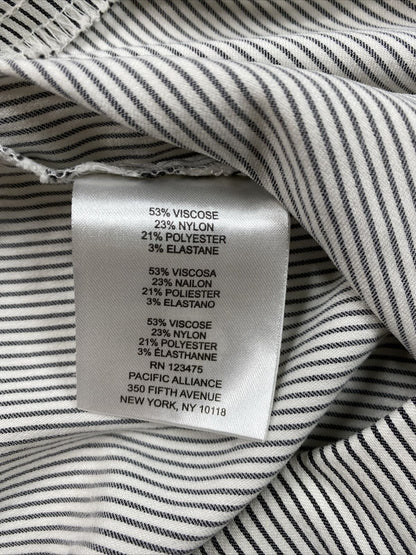 53% VISCOSE
23% NYLON
21% POLYESTER
3% ELASTANE
53% VISCOSA
23% NAILON
21% POLIESTER
3% ELASTANO
53% VISCOSE
23% NYLON
21% POLYESTER
3% ÉLASTHANNE
RN 123475
PACIFIC ALLIANCE
350 FIFTH AVENUE
NEW YORK, NY 10118